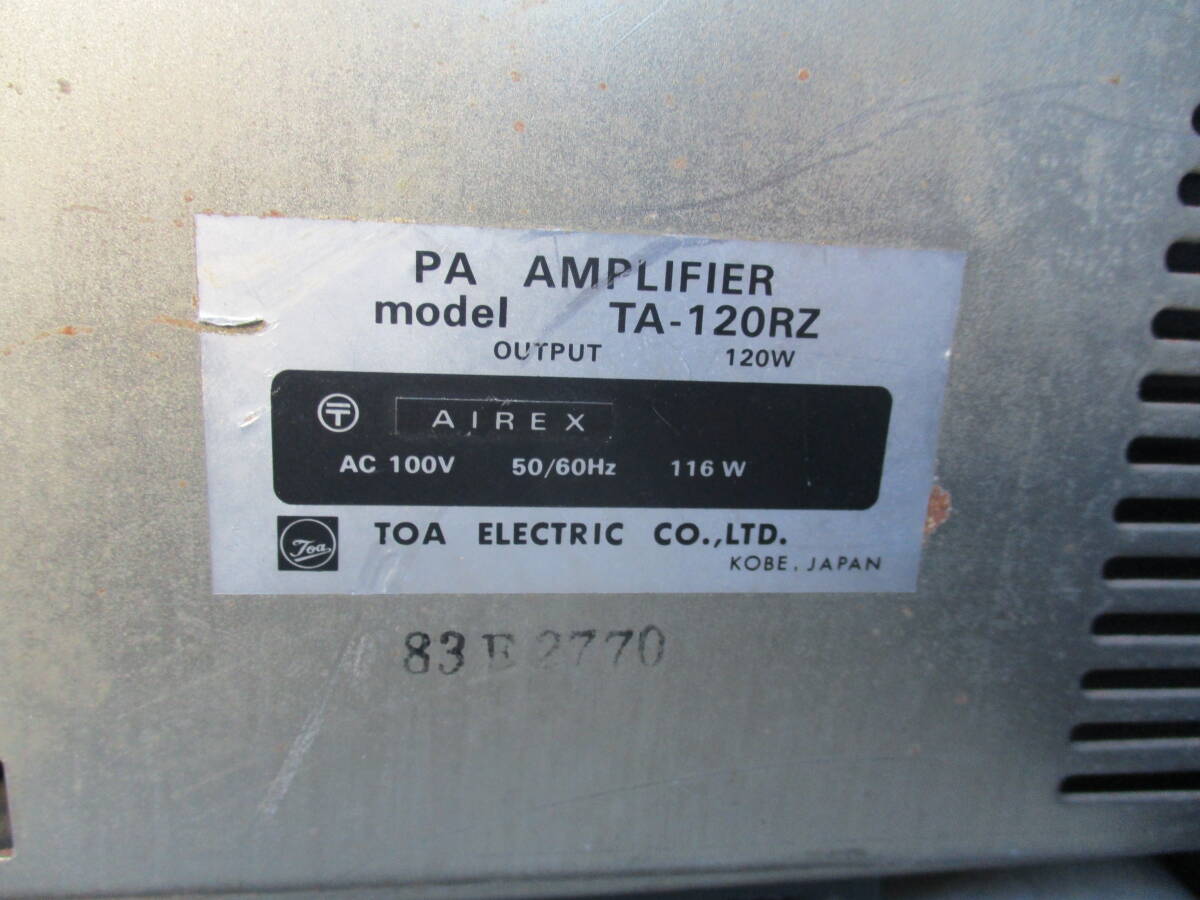 PA AMPLIFIER
model TA-120RZ
OUTPUT 120W
AIREX
AC 100V 50/60Hz 116 W
Toa
TOA ELECTRIC CO.,LTD.
KOBE, JAPAN
83 E 2770